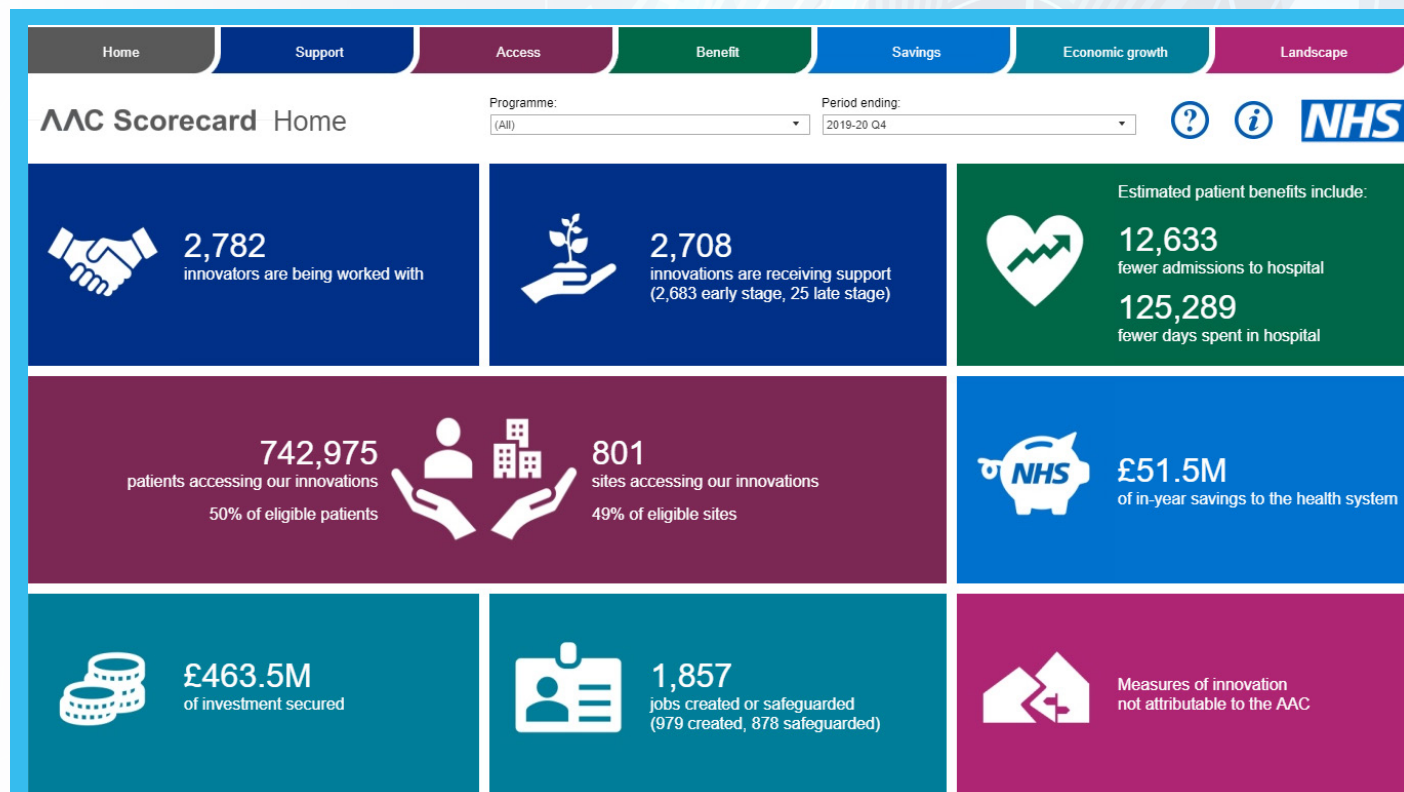 Home
Support
Access
Benefit
Savings
Economic growth
Landscape
ΛΛC Scorecard Home
Programme:
(All)
Period ending:
2019-20 Q4
?
i
NHS
2,782
innovators are being worked with
2,708
innovations are receiving support
(2,683 early stage, 25 late stage)
Estimated patient benefits include:
12,633
fewer admissions to hospital
125,289
fewer days spent in hospital
742,975
patients accessing our innovations
50% of eligible patients
801
sites accessing our innovations
49% of eligible sites
NHS
£51.5M
of in-year savings to the health system
£463.5M
of investment secured
1,857
jobs created or safeguarded
(979 created, 878 safeguarded)
Measures of innovation
not attributable to the AAC